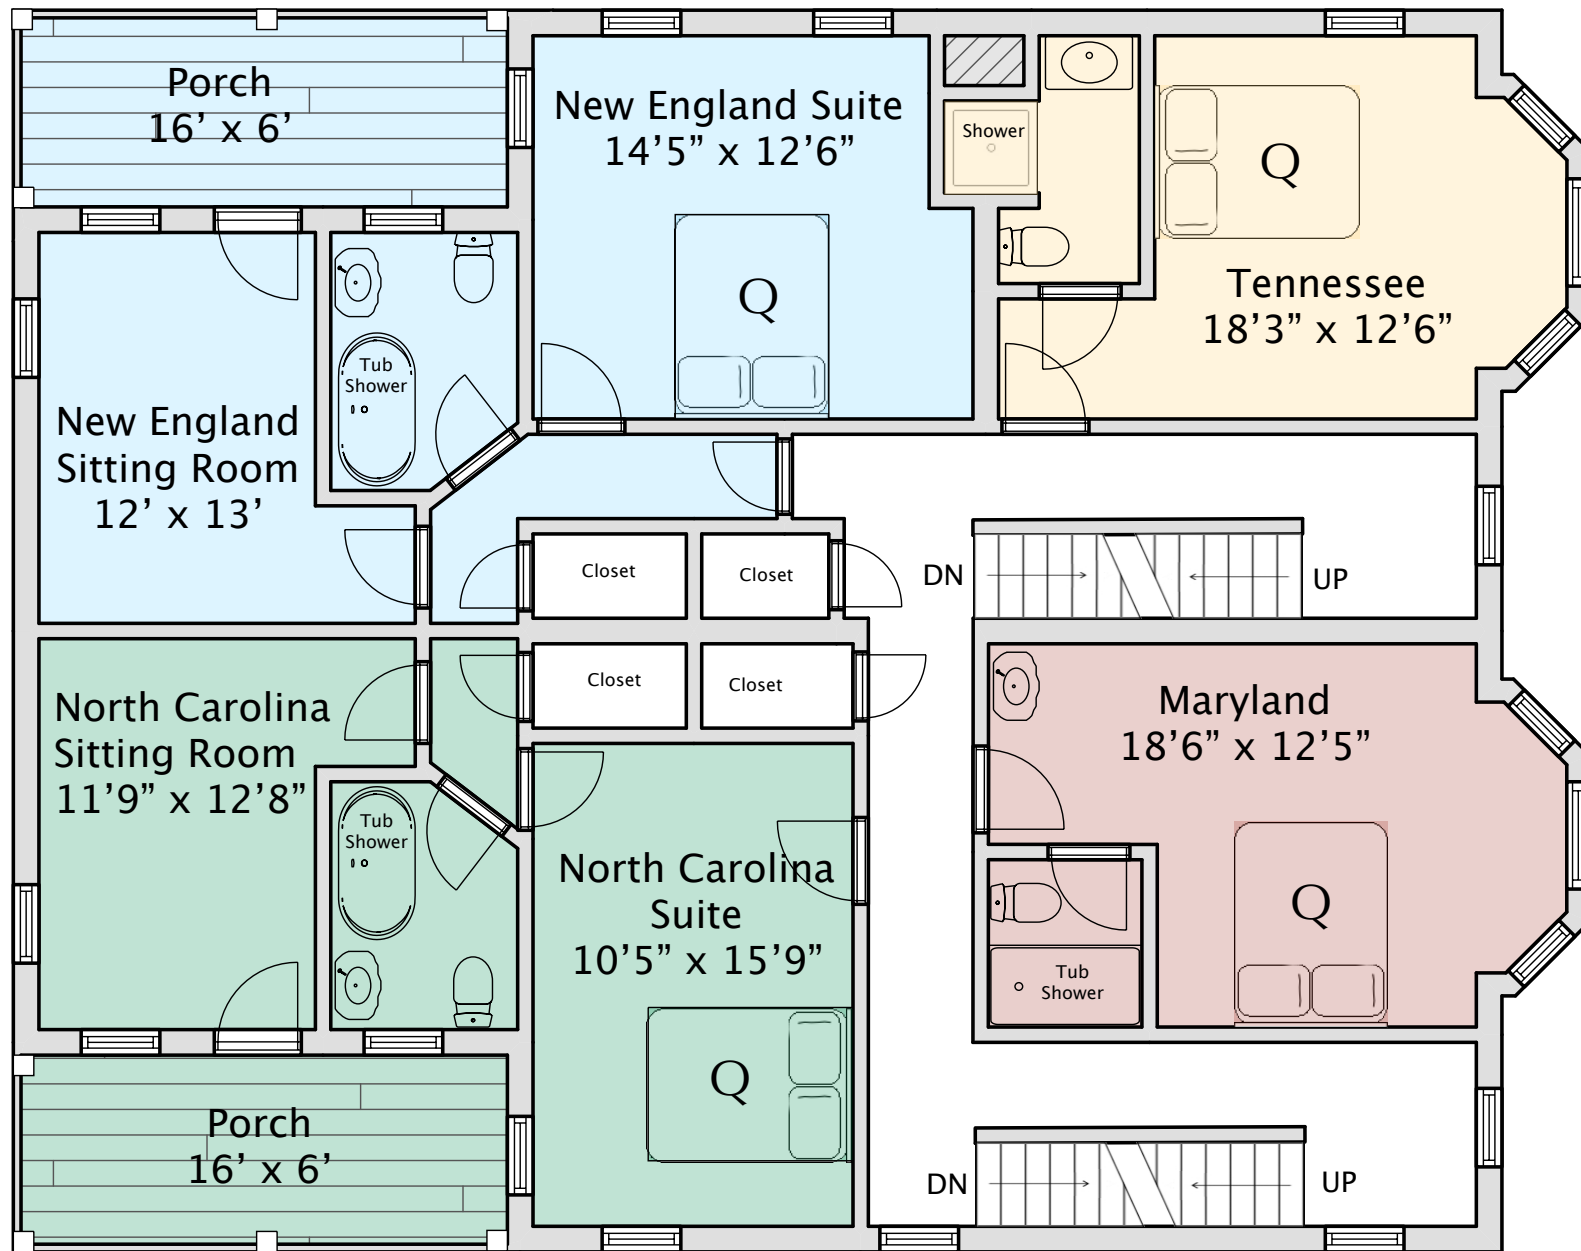 Porch
16’ x 6’
New England Suite
14’5” x 12’6”
Shower
Q
Q
Tennessee
18’3” x 12’6”
Tub
Shower
New England
Sitting Room
12’ x 13’
Closet
Closet
DN
UP
Closet
Closet
North Carolina
Sitting Room
11’9” x 12’8”
Maryland
18’6” x 12’5”
Tub
Shower
North Carolina
Suite
10’5” x 15’9”
Q
Tub
Shower
Q
Porch
16’ x 6’
DN
UP